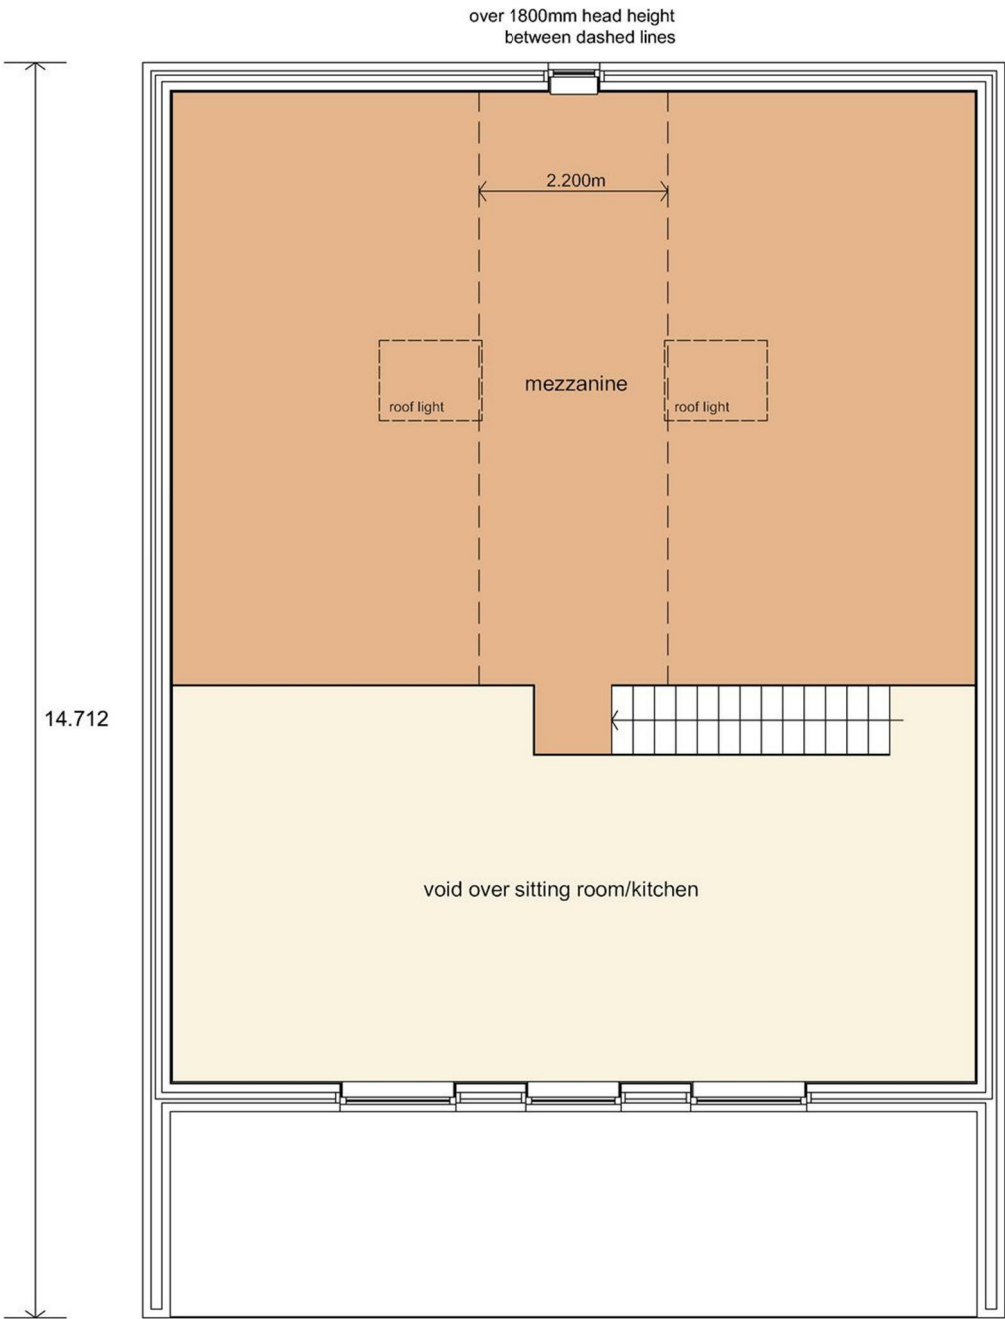 over 1800mm head height
between dashed lines
2.200m
mezzanine
roof light
roof light
14.712
void over sitting room/kitchen